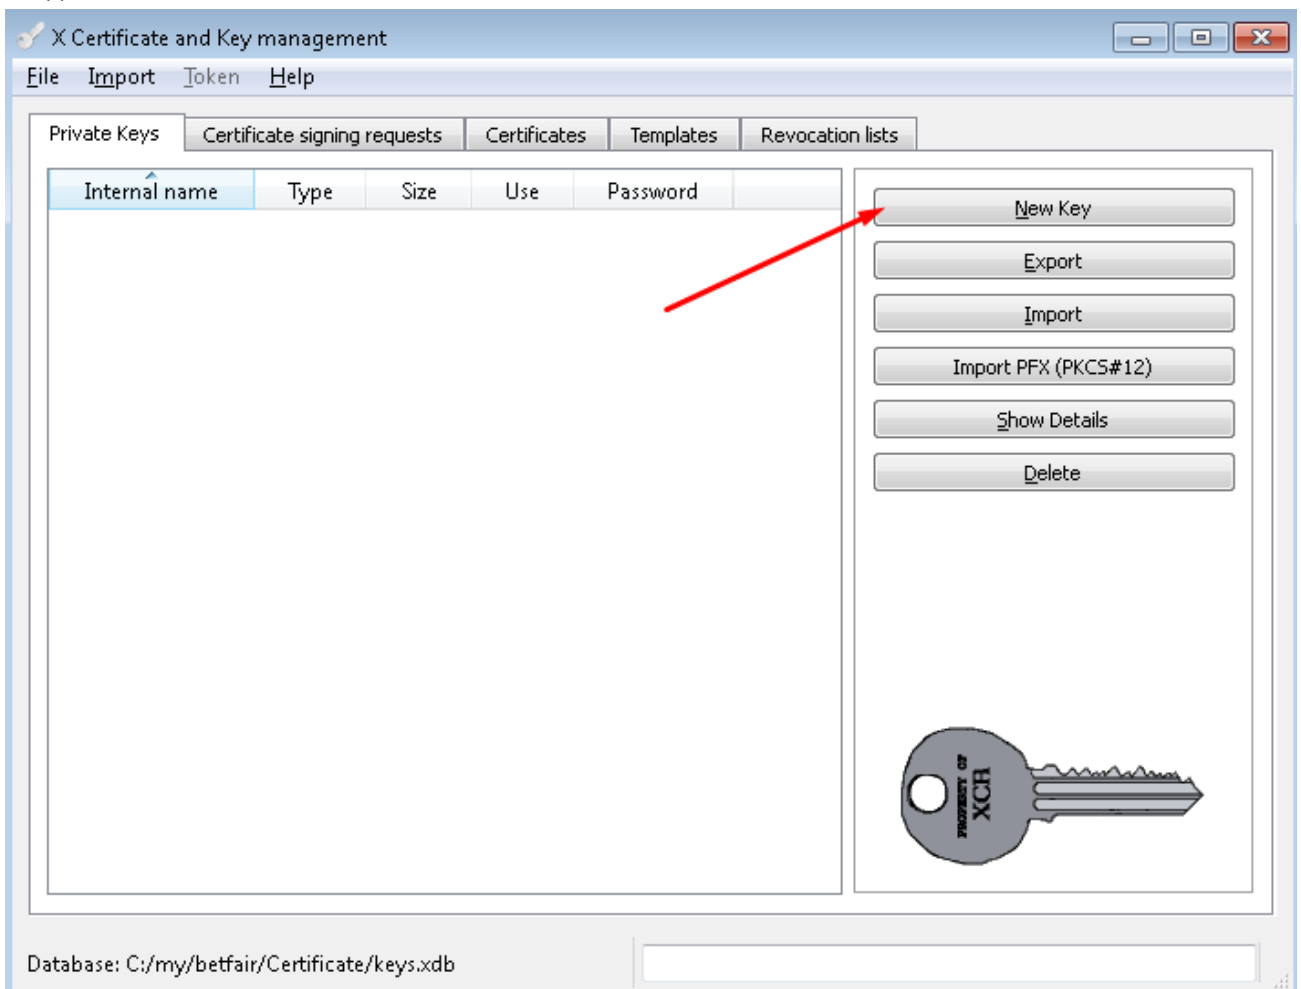 X Certificate and Key management
File Import Token Help
Private Keys Certificate signing requests Certificates Templates Revocation lists
Internal name Type Size Use Password
New Key
Export
Import
Import PFX (PKCS#12)
Show Details
Delete
PROPERTY OF
XCA
Database: C:/my/betfair/Certificate/keys.xdb